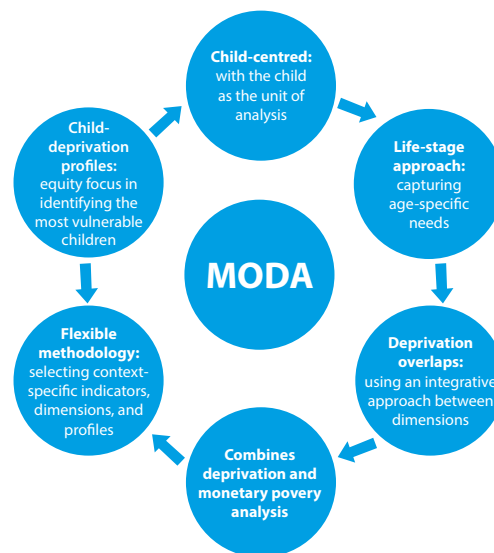 Child-centred:
with the child
as the unit of
analysis
Life-stage
approach:
capturing
age-specific
needs
Deprivation
overlaps:
using an integrative
approach between
dimensions
Combines
deprivation and
monetary povery
analysis
Flexible
methodology:
selecting context-
specific indicators,
dimensions, and
profiles
Child-
deprivation
profiles:
equity focus in
identifying the
most vulnerable
children
MODA